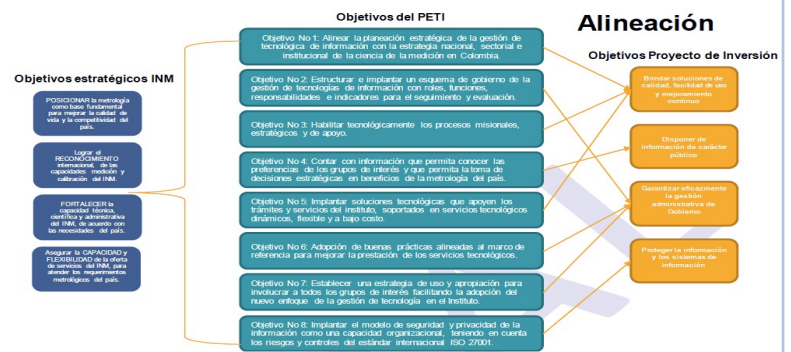 Objetivos del PETI
Alineación
Objetivos Proyecto de Inversión
Objetivos estratégicos INM
POSICIONAR la metrología
como base fundamental
para mejorar la calidad de
vida y la competitividad del
país.
Lograr el
RECONOCIMIENTO
internacional, de las
capacidades medición y
calibración del INM.
FORTALECER la
capacidad técnica,
científica y administrativa
del INM, de acuerdo con
las necesidades del país.
Asegurar la CAPACIDAD y
FLEXIBILIDAD de la oferta
de servicios del INM, para
atender los requerimientos
metrológicos del país.
Objetivo No 1: Alinear la planeación estratégica de la gestión de
tecnológica de información con la estrategia nacional, sectorial e
institucional de la ciencia de la medición en Colombia.
Objetivo No 2: Estructurar e implantar un esquema de gobierno de la
gestión de tecnologías de información con roles, funciones,
responsabilidades e indicadores para el seguimiento y evaluación.
Objetivo No 3: Habilitar tecnológicamente los procesos misionales,
estratégicos y de apoyo.
Objetivo No 4: Contar con información que permita conocer las
preferencias de los grupos de interés y que permita la toma de
decisiones estratégicas en beneficios de la metrología del país.
Objetivo No 5: Implantar soluciones tecnológicas que apoyen los
trámites y servicios del instituto, soportados en servicios tecnológicos
dinámicos, flexible y a bajo costo.
Objetivo No 6: Adopción de buenas prácticas alineadas al marco de
referencia para mejorar la prestación de los servicios tecnológicos.
Objetivo No 7: Establecer una estrategia de uso y apropiación para
involucrar a todos los grupos de interés facilitando la adopción del
nuevo enfoque de la gestión de tecnología en el Instituto.
Objetivo No 8: Implantar el modelo de seguridad y privacidad de la
información como una capacidad organizacional, teniendo en cuenta
los riesgos y controles del estándar internacional ISO 27001.
Brindar soluciones de
calidad, facilidad de uso
y mejoramiento
continuo
Disponer de
información de carácter
público
Garantizar eficazmente
la gestión
administrativa de
Gobierno
Proteger la información
y los sistemas de
información